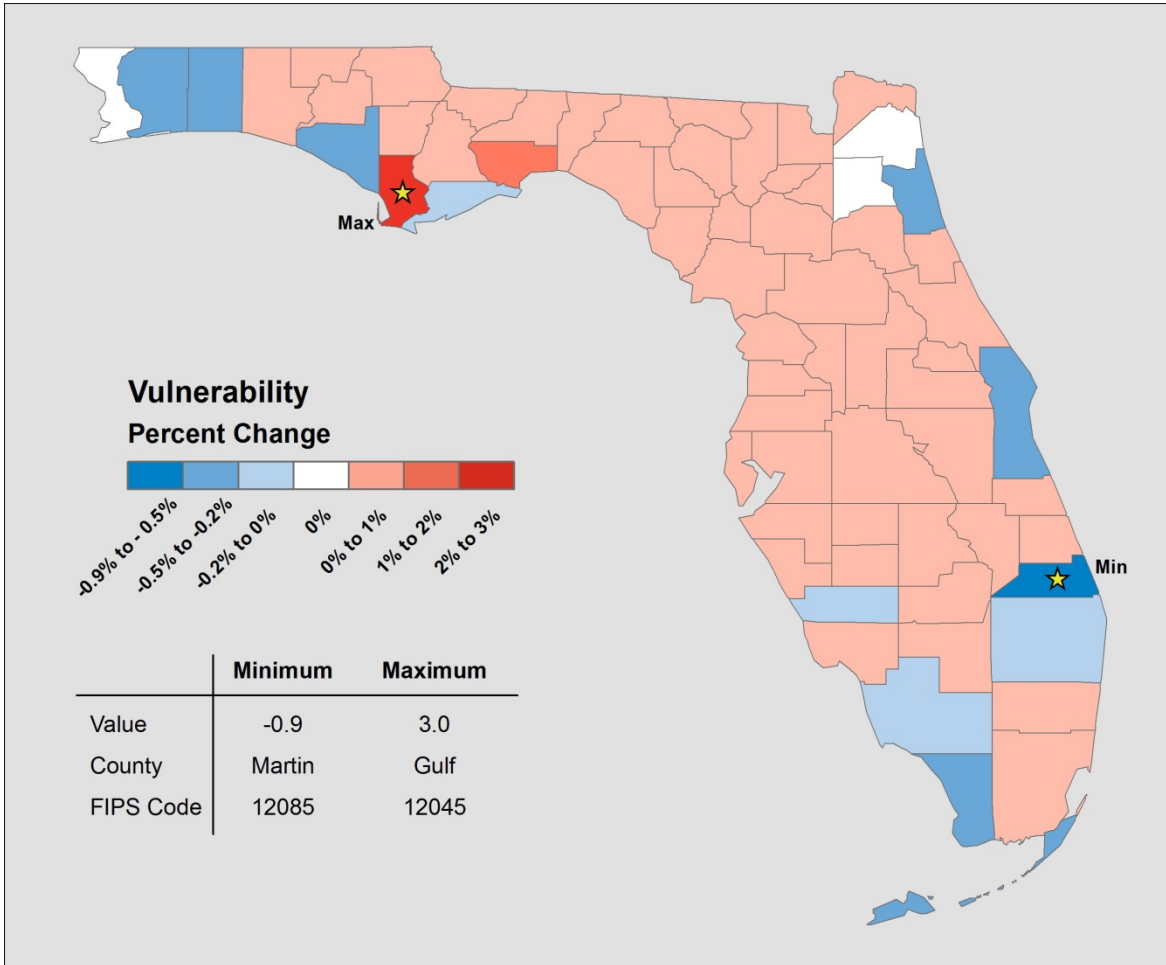 Max
Min
Vulnerability
Percent Change
-0.9% to - 0.5%
-0.5% to -0.2%
-0.2% to 0%
0%
0% to 1%
1% to 2%
2% to 3%
Minimum Maximum
Value -0.9 3.0
County Martin Gulf
FIPS Code 12085 12045